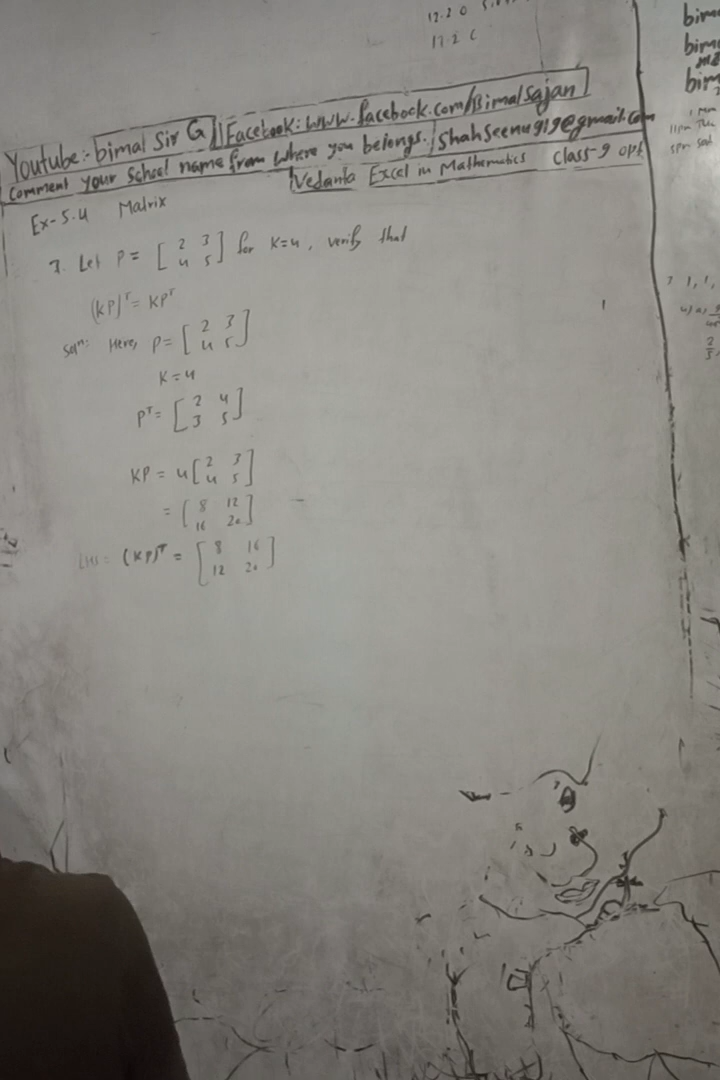 17.2 C
Youtube:- bimal Sir G || Facebook: www.facebook.com/BimalSajan
Comment your School name from where you belongs. / Shahseenu919@gmail.com
Vedanta Excel in Mathematics Class-9 opt
Ex-5.4 Matrix
3. Let P = [ 2 3
4 5 ] for K=4, verify that
(KP)ᵀ = KPᵀ
Solⁿ: Here, P = [ 2 3
4 5 ]
K=4
Pᵀ = [ 2 4
3 5 ]
KP = 4 [ 2 3
4 5 ]
= [ 8 12
16 20 ]
LHS = (KP)ᵀ = [ 8 16
12 20 ]